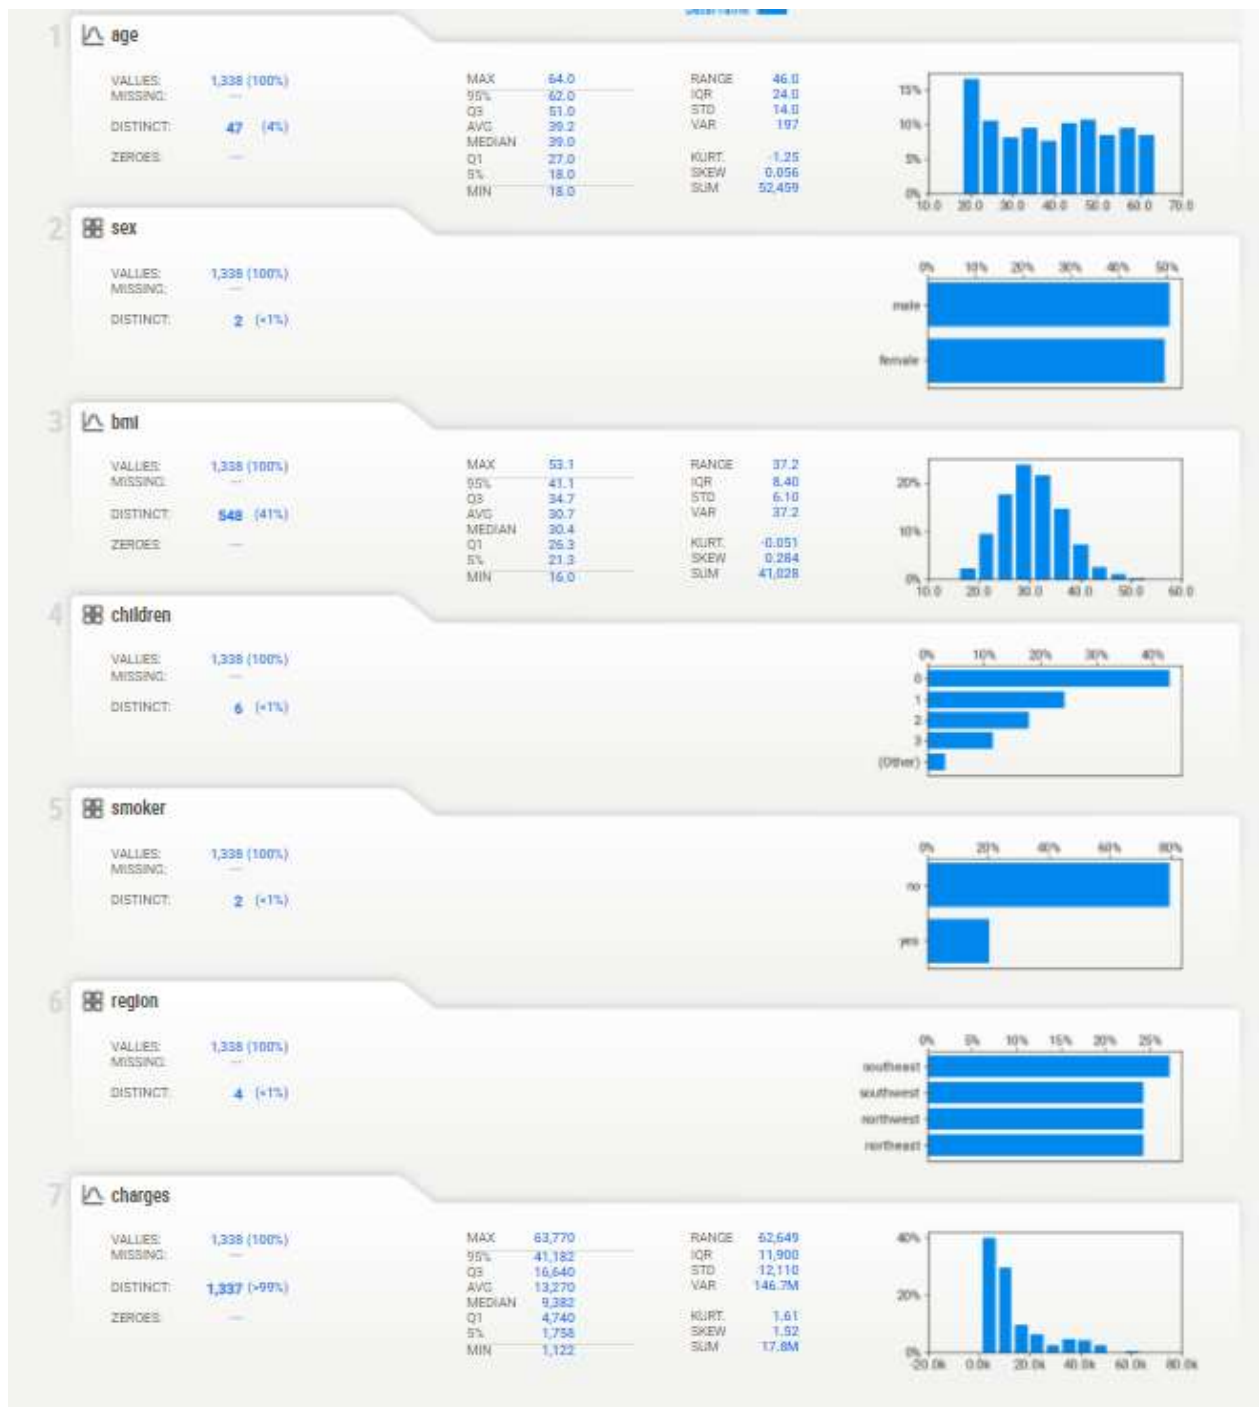 1 age
VALUES: 1,338 (100%) MAX 64.0 RANGE 46.0
MISSING: --- 95% 62.0 IQR 24.0 15%
Q3 51.0 STD 14.0
DISTINCT: 47 (4%) AVG 39.2 VAR 197 10%
MEDIAN 39.0
ZEROES: --- Q1 27.0 KURT. -1.25 5%
5% 18.0 SKEW 0.056
MIN 18.0 SUM 52,459 0%
10.0 20.0 30.0 40.0 50.0 60.0 70.0
2 sex
VALUES: 1,338 (100%) 0% 10% 20% 30% 40% 50%
MISSING: ---
DISTINCT: 2 (<1%) male
female
3 bmi
VALUES: 1,338 (100%) MAX 53.1 RANGE 37.2
MISSING: --- 95% 41.1 IQR 8.40 20%
Q3 34.7 STD 6.10
DISTINCT: 548 (41%) AVG 30.7 VAR 37.2
MEDIAN 30.4 10%
ZEROES: --- Q1 26.3 KURT. -0.051
5% 21.3 SKEW 0.284
MIN 16.0 SUM 41,028 0%
10.0 20.0 30.0 40.0 50.0 60.0
4 children
VALUES: 1,338 (100%) 0% 10% 20% 30% 40%
MISSING: --- 0
DISTINCT: 6 (<1%) 1
2
3
(Other)
5 smoker
VALUES: 1,338 (100%) 0% 20% 40% 60% 80%
MISSING: ---
DISTINCT: 2 (<1%) no
yes
6 region
VALUES: 1,338 (100%) 0% 5% 10% 15% 20% 25%
MISSING: --- southeast
DISTINCT: 4 (<1%) southwest
northwest
northeast
7 charges
VALUES: 1,338 (100%) MAX 63,770 RANGE 62,649 40%
MISSING: --- 95% 41,182 IQR 11,900
Q3 16,640 STD 12,110
DISTINCT: 1,337 (>99%) AVG 13,270 VAR 146.7M
MEDIAN 9,382 20%
ZEROES: --- Q1 4,740 KURT. 1.61
5% 1,758 SKEW 1.52
MIN 1,122 SUM 17.8M 0%
-20.0k 0.0k 20.0k 40.0k 60.0k 80.0k